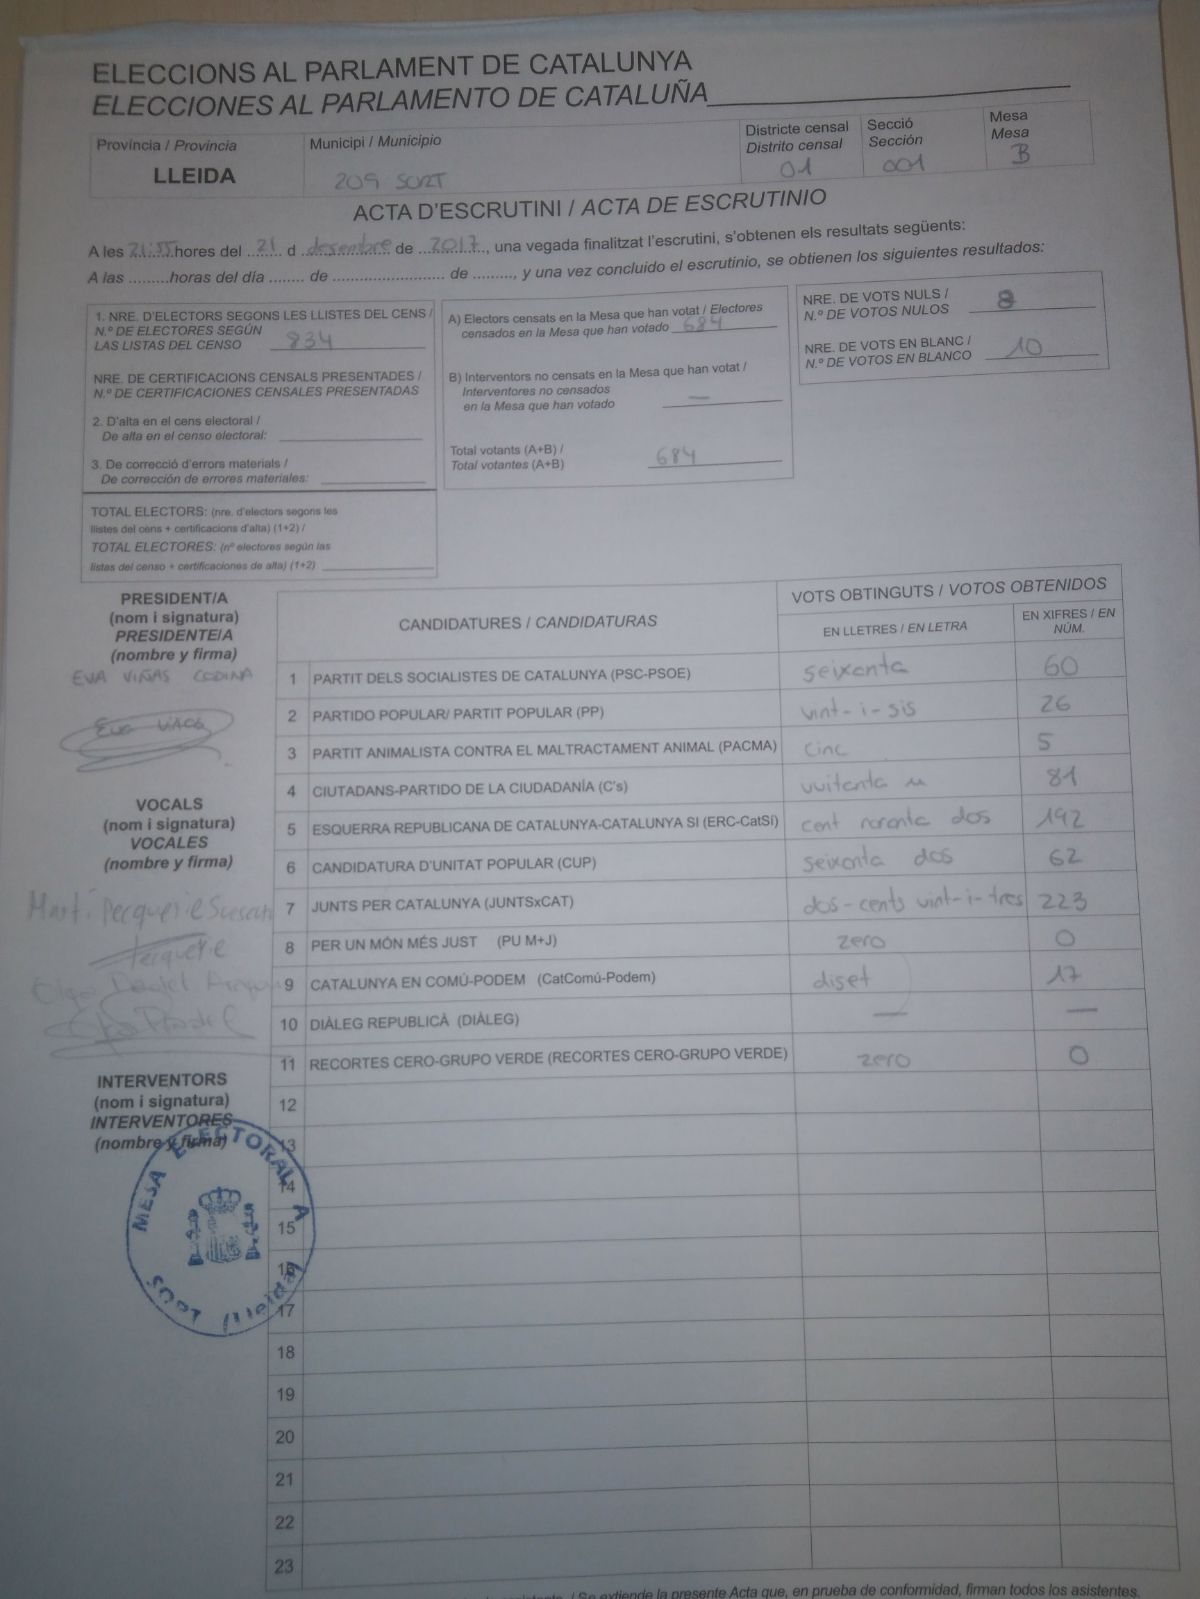 ELECCIONS AL PARLAMENT DE CATALUNYA
ELECCIONES AL PARLAMENTO DE CATALUÑA
Província / Provincia
LLEIDA
Municipi / Municipio
209 SORT
Districte censal
Distrito censal
01
Secció
Sección
001
Mesa
Mesa
B
ACTA D'ESCRUTINI / ACTA DE ESCRUTINIO
A les 21:55 hores del 21 d desembre de 2017, una vegada finalitzat l'escrutini, s'obtenen els resultats següents:
A las .........horas del día ........ de ......................... de ........., y una vez concluido el escrutinio, se obtienen los siguientes resultados:
1. NRE. D'ELECTORS SEGONS LES LLISTES DEL CENS /
N.º DE ELECTORES SEGÚN
LAS LISTAS DEL CENSO 834
NRE. DE CERTIFICACIONS CENSALS PRESENTADES /
N.º DE CERTIFICACIONES CENSALES PRESENTADAS
2. D'alta en el cens electoral /
De alta en el censo electoral:
3. De correcció d'errors materials /
De corrección de errores materiales:
TOTAL ELECTORS: (nre. d'electors segons les
llistes del cens + certificacions d'alta) (1+2) /
TOTAL ELECTORES: (nº electores según las
listas del censo + certificaciones de alta) (1+2)
A) Electors censats en la Mesa que han votat / Electores
censados en la Mesa que han votado 684
B) Interventors no censats en la Mesa que han votat /
Interventores no censados
en la Mesa que han votado —
Total votants (A+B) /
Total votantes (A+B) 684
NRE. DE VOTS NULS /
N.º DE VOTOS NULOS 8
NRE. DE VOTS EN BLANC /
N.º DE VOTOS EN BLANCO 10
PRESIDENT/A
(nom i signatura)
PRESIDENTE/A
(nombre y firma)
EVA VIÑAS CODINA
VOCALS
(nom i signatura)
VOCALES
(nombre y firma)
INTERVENTORS
(nom i signatura)
INTERVENTORES
(nombre y firma)
MESA ELECTORAL A
SORT (Lleida)
CANDIDATURES / CANDIDATURAS
VOTS OBTINGUTS / VOTOS OBTENIDOS
EN LLETRES / EN LETRA
EN XIFRES / EN NÚM.
1 PARTIT DELS SOCIALISTES DE CATALUNYA (PSC-PSOE) seixanta 60
2 PARTIDO POPULAR/ PARTIT POPULAR (PP) vint-i-sis 26
3 PARTIT ANIMALISTA CONTRA EL MALTRACTAMENT ANIMAL (PACMA) cinc 5
4 CIUTADANS-PARTIDO DE LA CIUDADANÍA (C's) vuitanta u 81
5 ESQUERRA REPUBLICANA DE CATALUNYA-CATALUNYA SI (ERC-CatSí) cent noranta dos 192
6 CANDIDATURA D'UNITAT POPULAR (CUP) seixanta dos 62
7 JUNTS PER CATALUNYA (JUNTSxCAT) dos-cents vint-i-tres 223
8 PER UN MÓN MÉS JUST (PU M+J) zero 0
9 CATALUNYA EN COMÚ-PODEM (CatComú-Podem) diset 17
10 DIÀLEG REPUBLICÀ (DIÀLEG) — —
11 RECORTES CERO-GRUPO VERDE (RECORTES CERO-GRUPO VERDE) zero 0
12
13
14
15
16
17
18
19
20
21
22
23
/ Se extiende la presente Acta que, en prueba de conformidad, firman todos los asistentes.